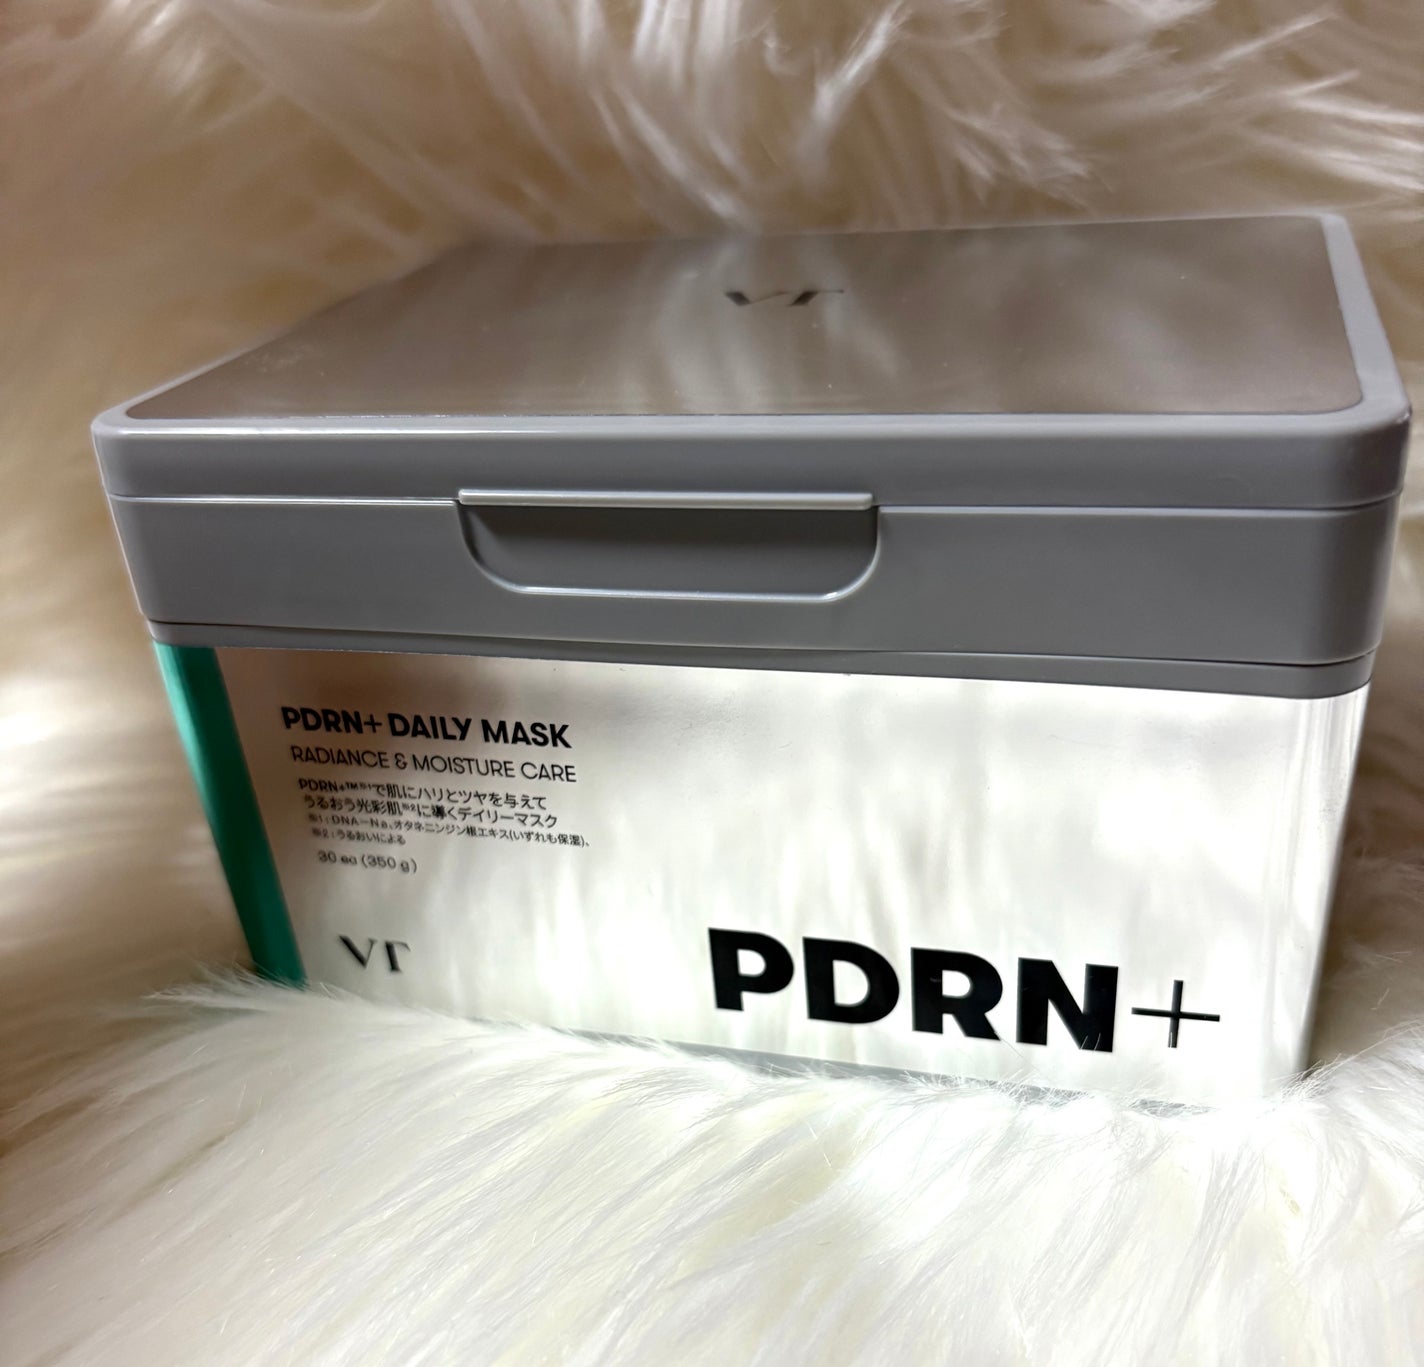 VT
PDRN+ DAILY MASK
RADIANCE & MOISTURE CARE
PDRN+™※1で肌にハリとツヤを与えて
うるおう光彩肌※2に導くデイリーマスク
※1:DNA-Na、オタネニンジン根エキス(いずれも保湿)、
※2:うるおいによる
30 ea (350 g)
VT
PDRN+